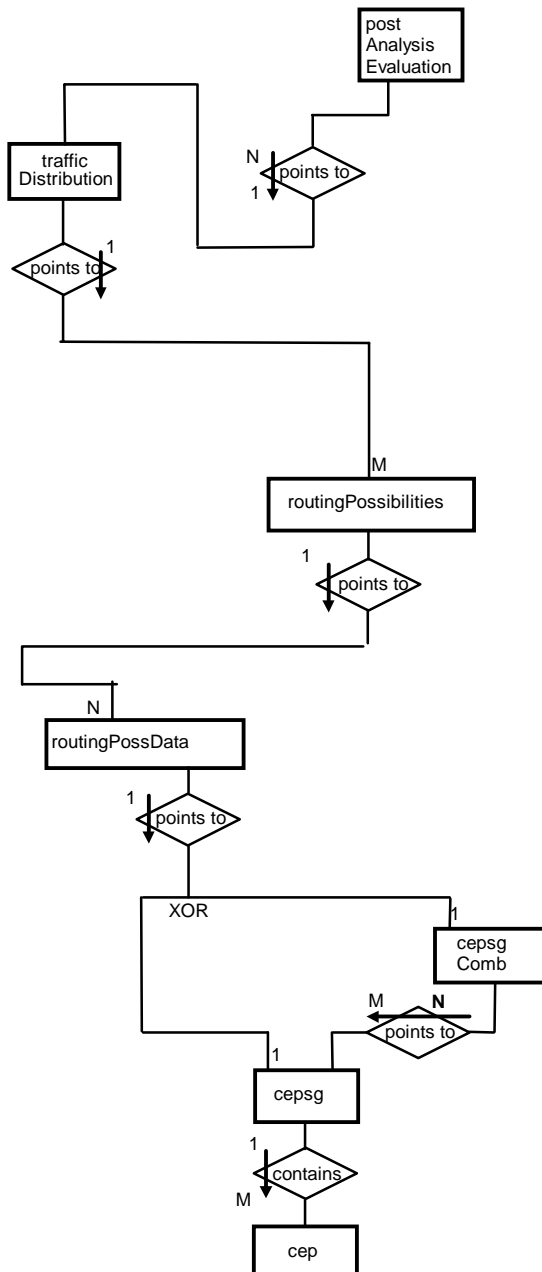 post
Analysis
Evaluation
traffic
Distribution
N
points to
1
1
points to
M
routingPossibilities
1
points to
N
routingPossData
1
points to
XOR
1
cepsg
Comb
M N
points to
1
cepsg
1
contains
M
cep